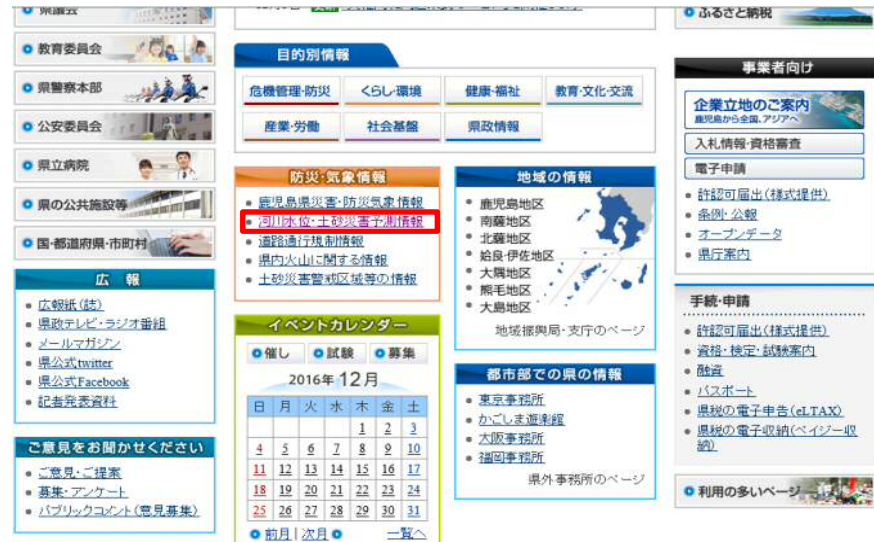 県議会
教育委員会
県警察本部
公安委員会
県立病院
県の公共施設等
国・都道府県・市町村
広 報
広報紙(誌)
県政テレビ・ラジオ番組
メールマガジン
県公式twitter
県公式Facebook
記者発表資料
ご意見をお聞かせください
ご意見・ご提案
募集・アンケート
パブリックコメント(意見募集)
目的別情報
危機管理・防災 くらし・環境 健康・福祉 教育・文化・交流
産業・労働 社会基盤 県政情報
防災・気象情報
鹿児島県災害・防災気象情報
河川水位・土砂災害予測情報
道路通行規制情報
県内火山に関する情報
土砂災害警戒区域等の情報
イベントカレンダー
催し 試験 募集
2016年 12月
日 月 火 水 木 金 土
1 2 3
4 5 6 7 8 9 10
11 12 13 14 15 16 17
18 19 20 21 22 23 24
25 26 27 28 29 30 31
前月 | 次月 一覧へ
地域の情報
鹿児島地区
南薩地区
北薩地区
姶良・伊佐地区
大隅地区
熊毛地区
大島地区
地域振興局・支庁のページ
都市部での県の情報
東京事務所
かごしま遊楽館
大阪事務所
福岡事務所
県外事務所のページ
ふるさと納税
事業者向け
企業立地のご案内
鹿児島から全国、アジアへ
入札情報・資格審査
電子申請
許認可届出(様式提供)
条例・公報
オープンデータ
県庁案内
手続・申請
許認可届出(様式提供)
資格・検定・試験案内
融資
パスポート
県税の電子申告(eLTAX)
県税の電子収納(ペイジー収
納)
利用の多いページ